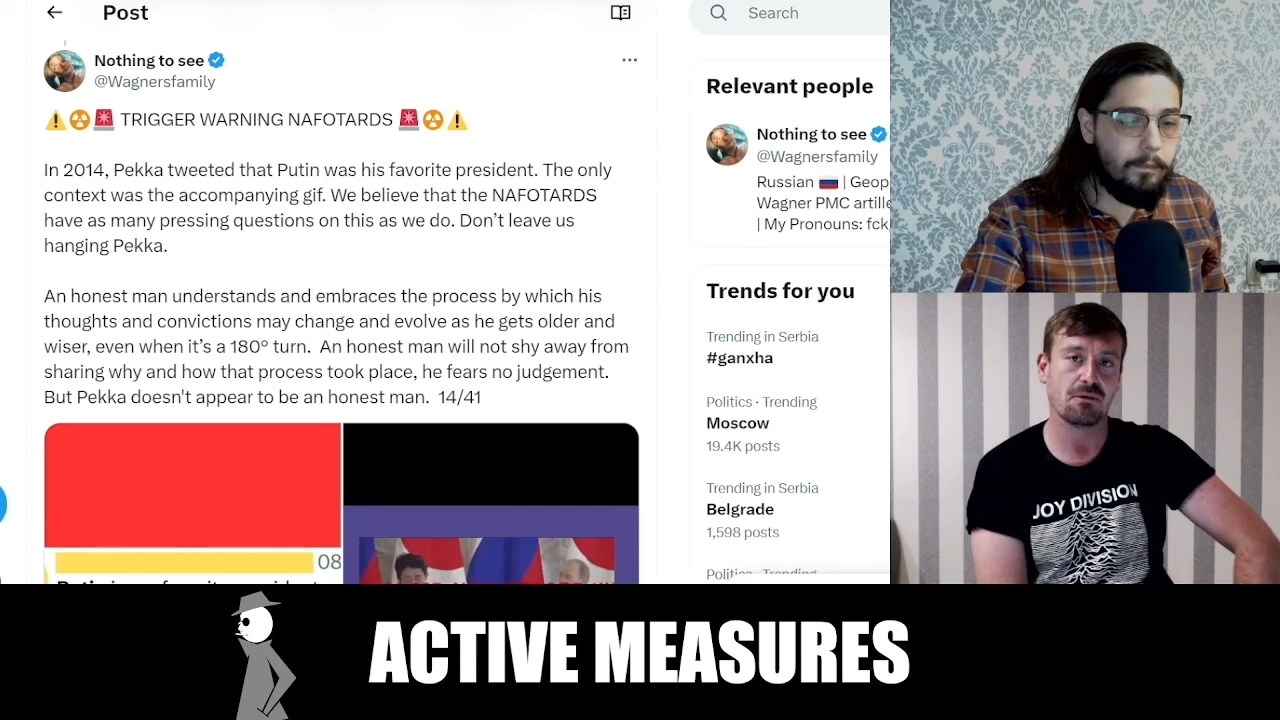 Post
Search
Nothing to see
@Wagnersfamily
⚠️☢️🚨 TRIGGER WARNING NAFOTARDS 🚨☢️⚠️
In 2014, Pekka tweeted that Putin was his favorite president. The only
context was the accompanying gif. We believe that the NAFOTARDS
have as many pressing questions on this as we do. Don’t leave us
hanging Pekka.
An honest man understands and embraces the process by which his
thoughts and convictions may change and evolve as he gets older and
wiser, even when it’s a 180° turn.  An honest man will not shy away from
sharing why and how that process took place, he fears no judgement.
But Pekka doesn't appear to be an honest man.  14/41
08
Relevant people
Nothing to see
@Wagnersfamily
Russian 🇷🇺 | Geop
Wagner PMC artille
| My Pronouns: fck
Trends for you
Trending in Serbia
#ganxha
Politics · Trending
Moscow
19.4K posts
Trending in Serbia
Belgrade
1,598 posts
Politics · Trending
JOY DIVISION
ACTIVE MEASURES